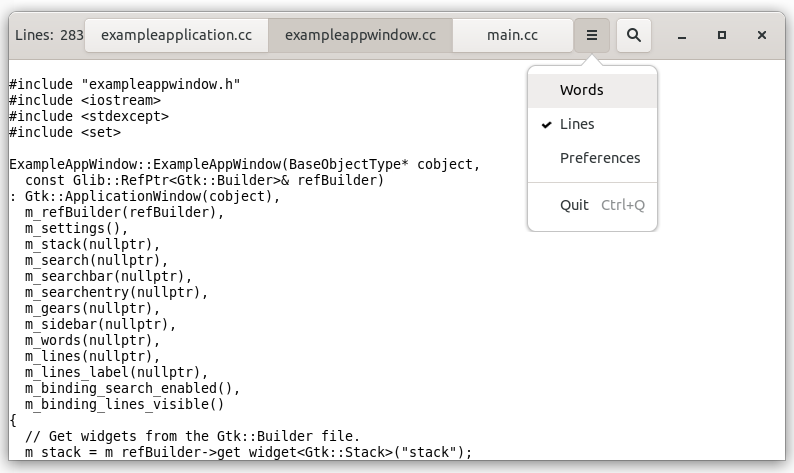 Lines: 283 exampleapplication.cc exampleappwindow.cc main.cc
Words
Lines
Preferences
Quit Ctrl+Q
#include "exampleappwindow.h"
#include <iostream>
#include <stdexcept>
#include <set>
ExampleAppWindow::ExampleAppWindow(BaseObjectType* cobject,
  const Glib::RefPtr<Gtk::Builder>& refBuilder)
: Gtk::ApplicationWindow(cobject),
  m_refBuilder(refBuilder),
  m_settings(),
  m_stack(nullptr),
  m_search(nullptr),
  m_searchbar(nullptr),
  m_searchentry(nullptr),
  m_gears(nullptr),
  m_sidebar(nullptr),
  m_words(nullptr),
  m_lines(nullptr),
  m_lines_label(nullptr),
  m_binding_search_enabled(),
  m_binding_lines_visible()
{
  // Get widgets from the Gtk::Builder file.
  m_stack = m_refBuilder->get_widget<Gtk::Stack>("stack");